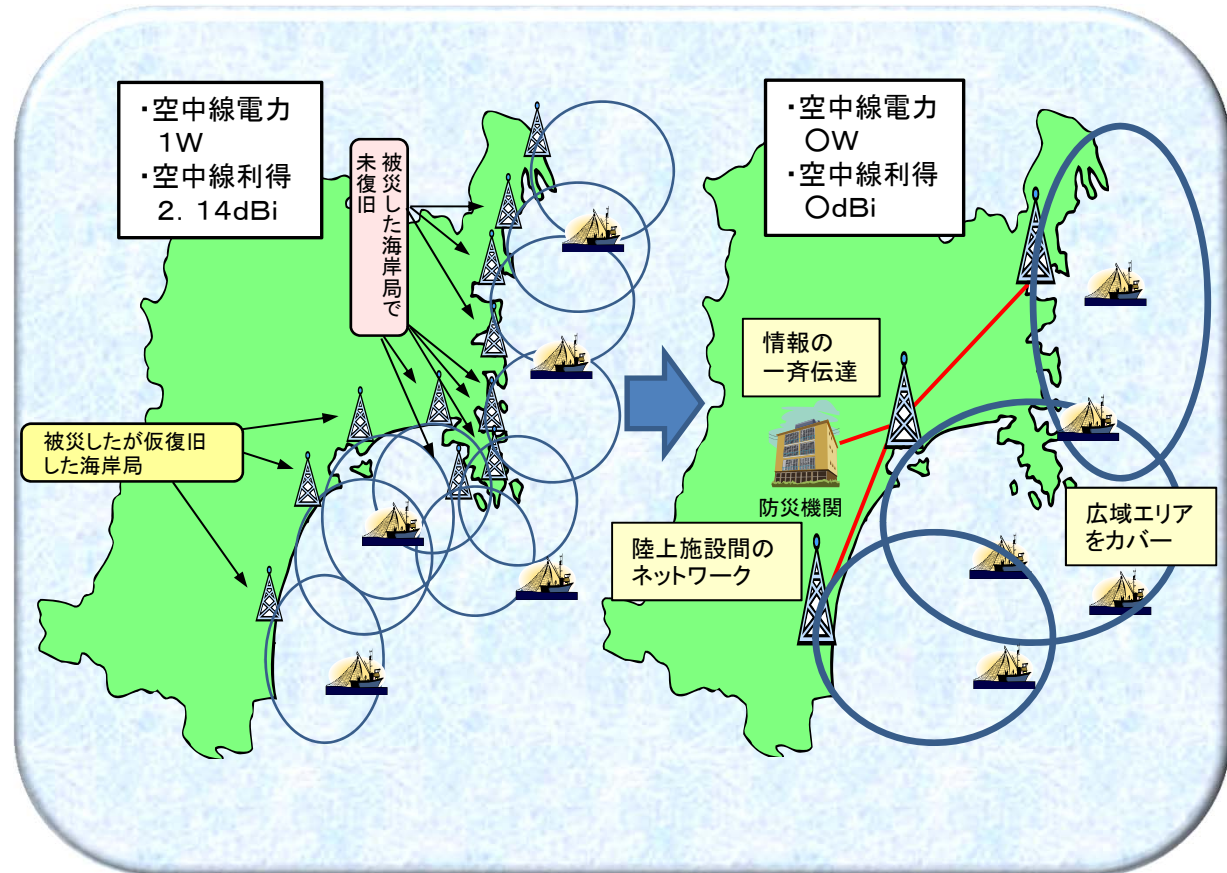 ・空中線電力
1W
・空中線利得
2．14dBi
被災した海岸局で
未復旧
被災したが仮復旧
した海岸局
・空中線電力
○W
・空中線利得
○dBi
情報の
一斉伝達
防災機関
陸上施設間の
ネットワーク
広域エリア
をカバー